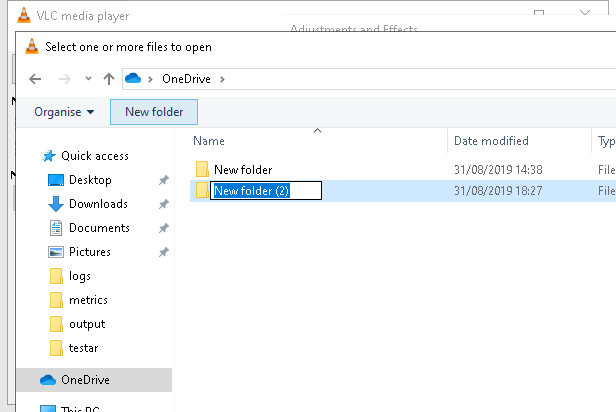 VLC media player
Adjustments and Effects
Select one or more files to open
OneDrive
Organise New folder
Name Date modified Typ
Quick access
New folder 31/08/2019 14:38 File
Desktop
New folder (2) 31/08/2019 18:27 File
Downloads
Documents
Pictures
logs
metrics
output
testar
OneDrive
This PC